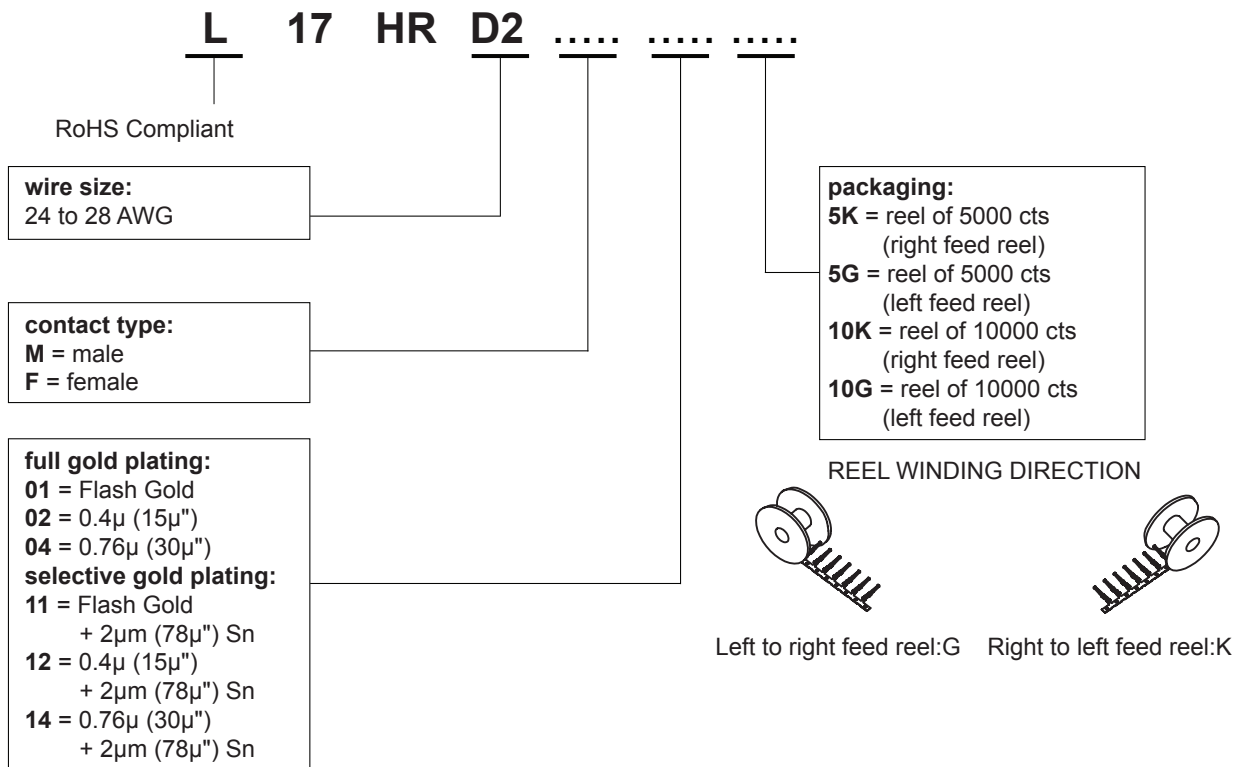 L 17 HR D2 ..... ..... .....
RoHS Compliant
wire size:
24 to 28 AWG
contact type:
M = male
F = female
full gold plating:
01 = Flash Gold
02 = 0.4µ (15µ")
04 = 0.76µ (30µ")
selective gold plating:
11 = Flash Gold
+ 2µm (78µ") Sn
12 = 0.4µ (15µ")
+ 2µm (78µ") Sn
14 = 0.76µ (30µ")
+ 2µm (78µ") Sn
packaging:
5K = reel of 5000 cts
(right feed reel)
5G = reel of 5000 cts
(left feed reel)
10K = reel of 10000 cts
(right feed reel)
10G = reel of 10000 cts
(left feed reel)
REEL WINDING DIRECTION
Left to right feed reel:G
Right to left feed reel:K